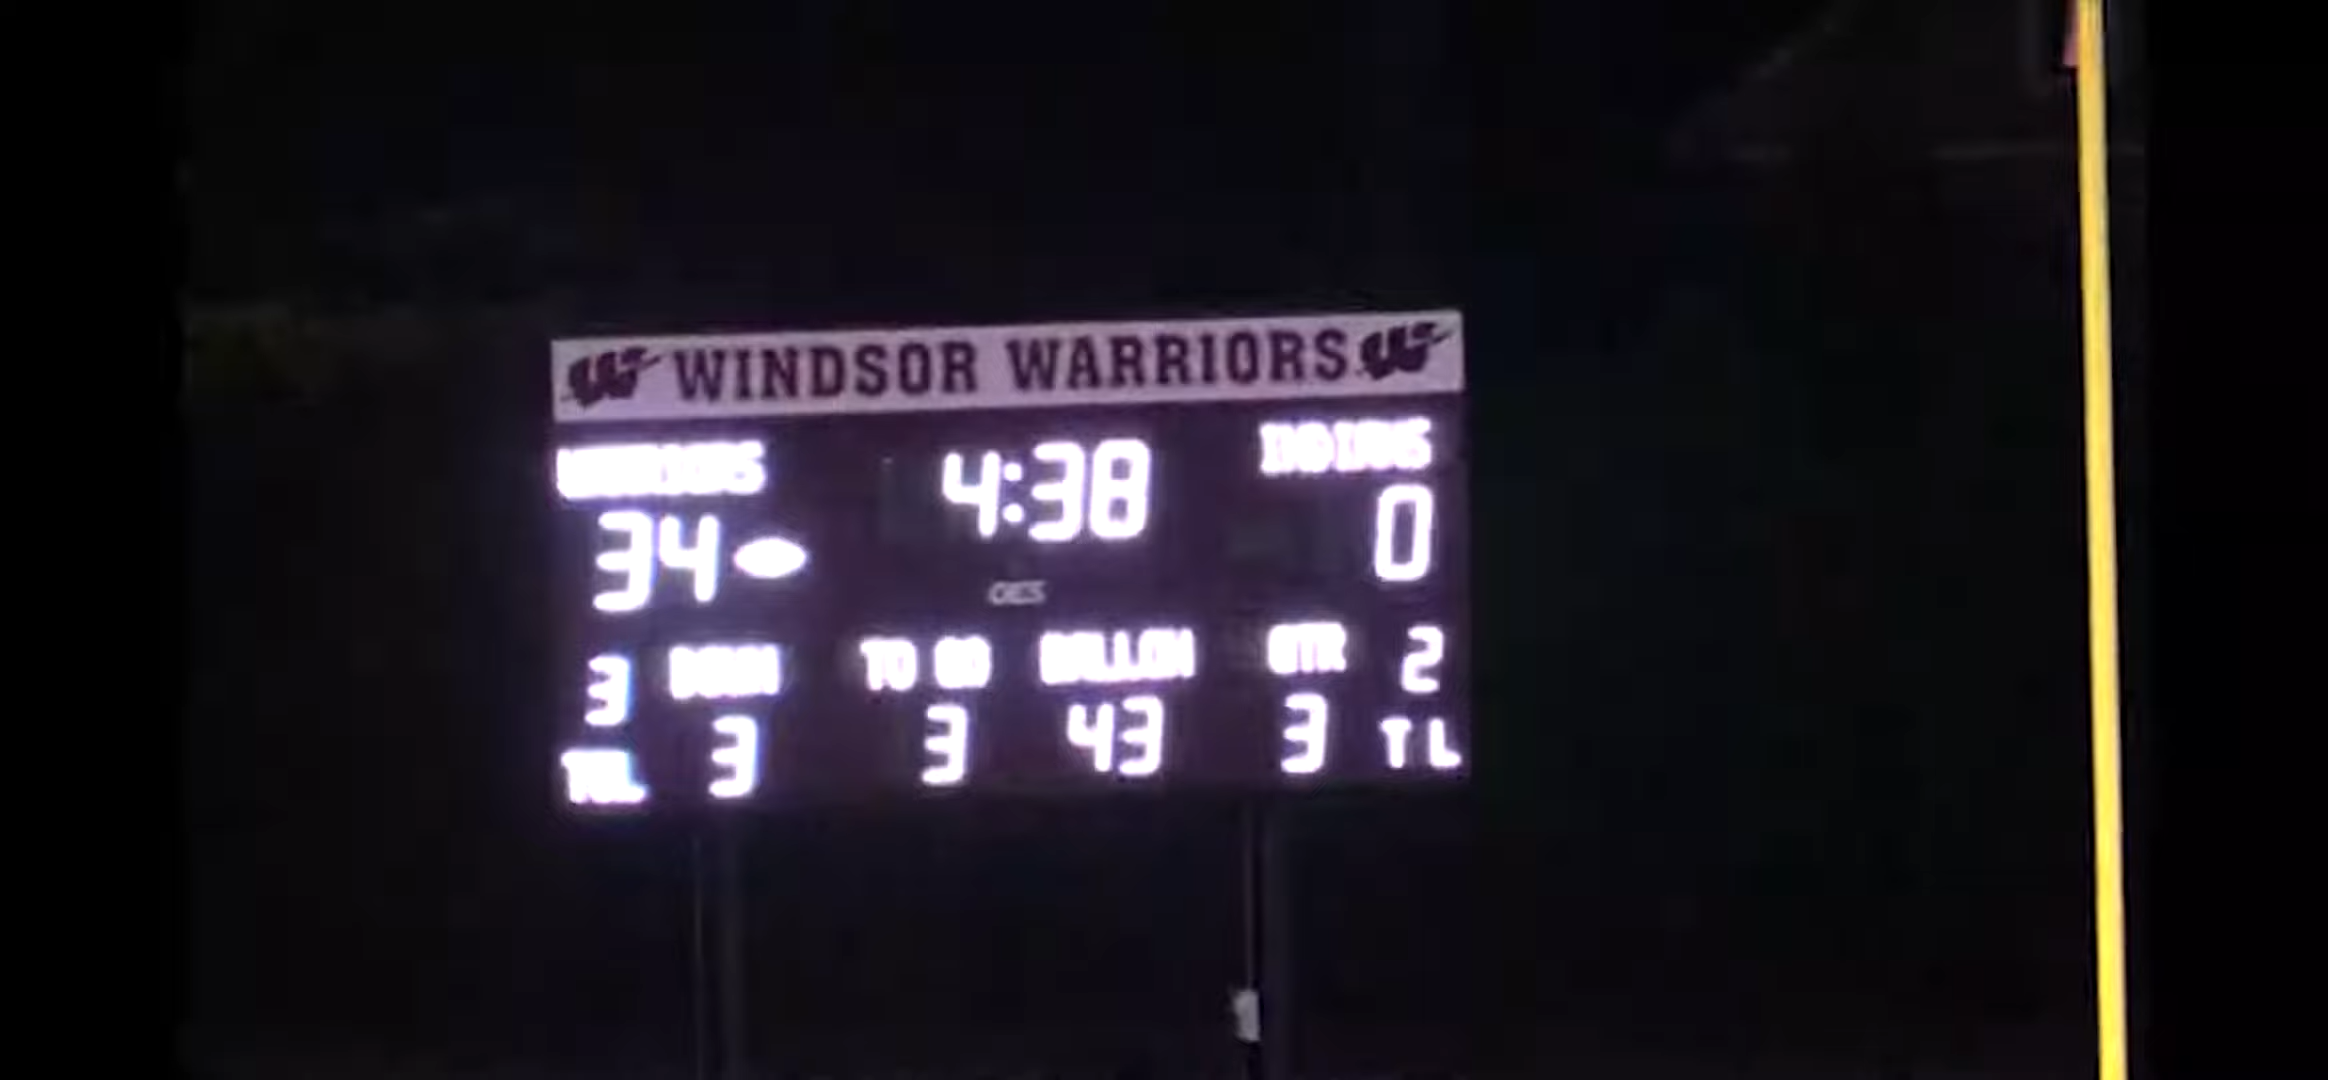 WINDSOR WARRIORS
WARRIORS 4:38 INDIANS
34 0
OES
3 DOWN TO GO BALL ON QTR 2
TOL 3 3 43 3 T L